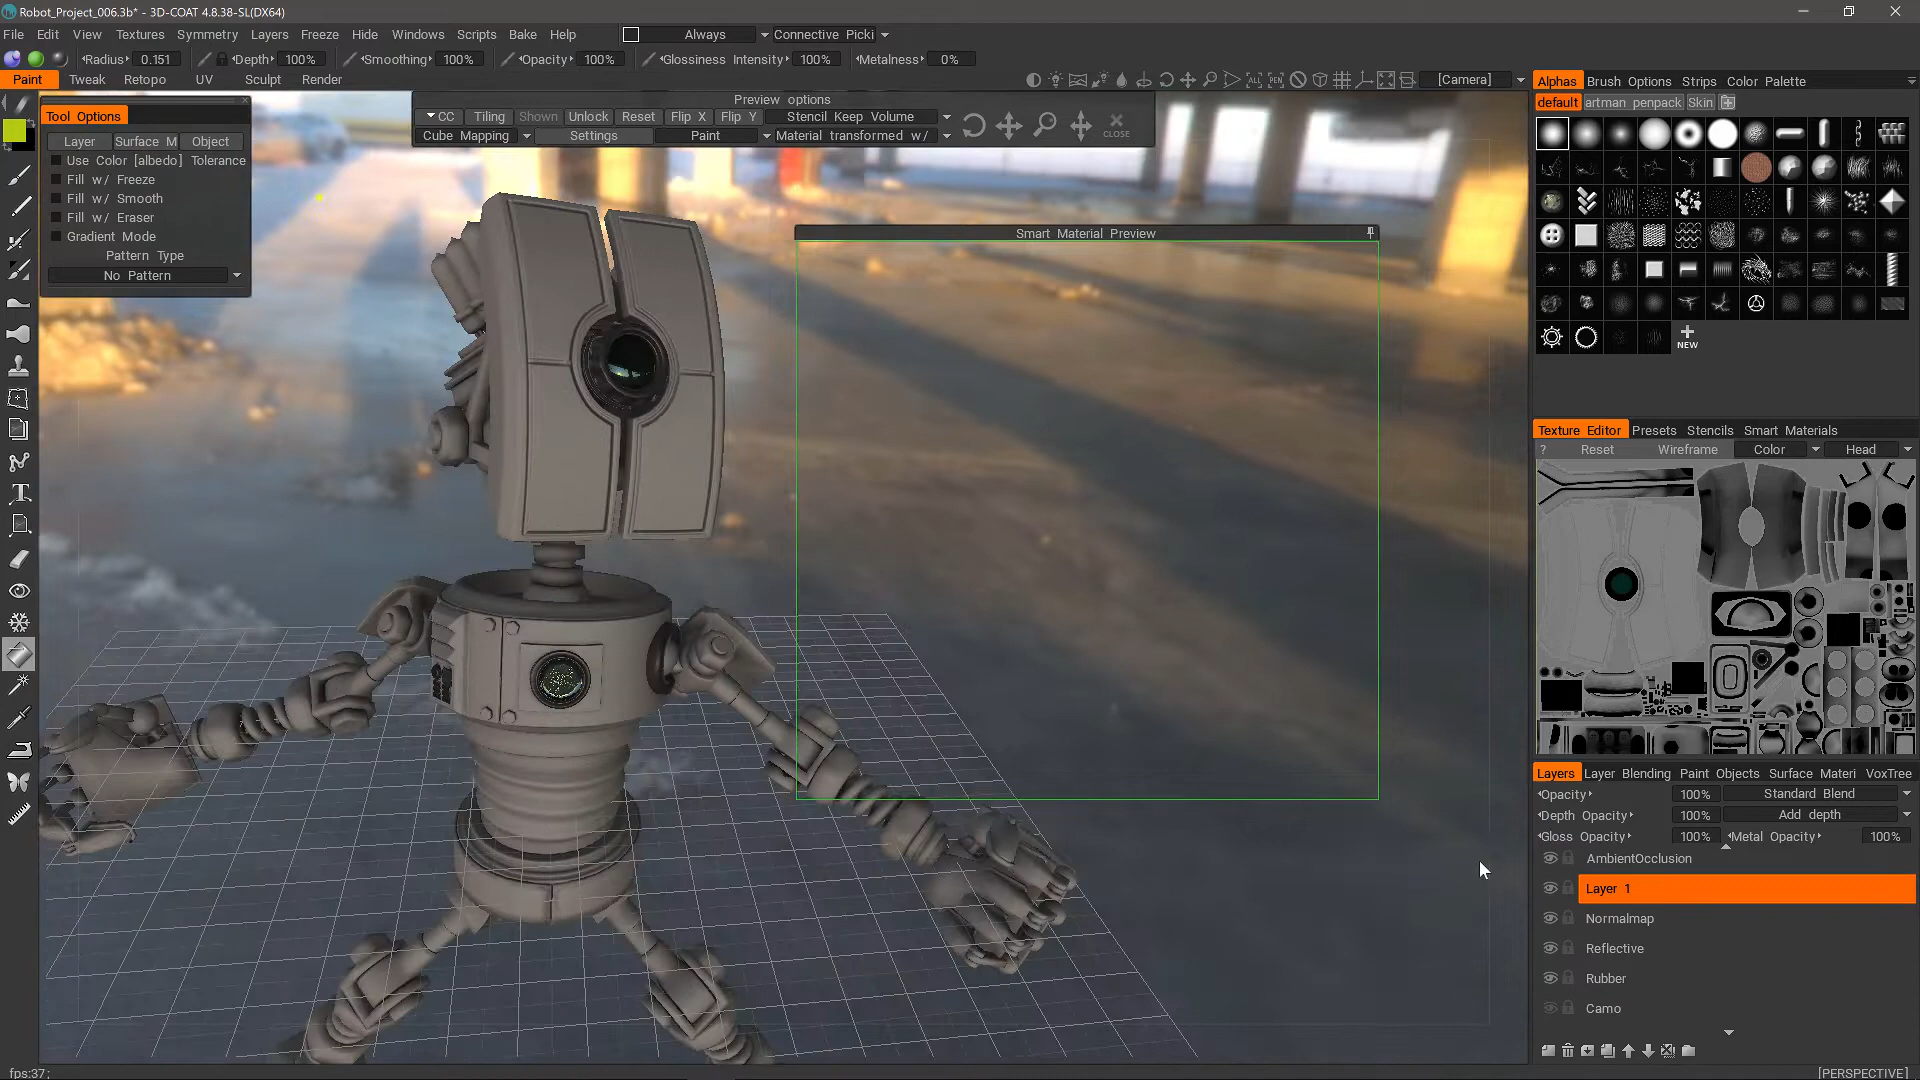 Robot_Project_006.3b* - 3D-COAT 4.8.38-SL(DX64)
File Edit View Textures Symmetry Layers Freeze Hide Windows Scripts Bake Help Always Connective Picki
Radius 0.151 Depth 100% Smoothing 100% Opacity 100% Glossiness Intensity 100% Metalness 0%
Paint Tweak Retopo UV Sculpt Render ALL PEN [Camera]
Tool Options
Layer Surface M Object
Use Color [albedo] Tolerance
Fill w/ Freeze
Fill w/ Smooth
Fill w/ Eraser
Gradient Mode
Pattern Type
No Pattern
Preview options
CC Tiling Shown Unlock Reset Flip X Flip Y Stencil Keep Volume
Cube Mapping Settings Paint Material transformed w/
CLOSE
Smart Material Preview
Alphas Brush Options Strips Color Palette
default artman penpack Skin
NEW
Texture Editor Presets Stencils Smart Materials
? Reset Wireframe Color Head
Layers Layer Blending Paint Objects Surface Materi VoxTree
Opacity 100% Standard Blend
Depth Opacity 100% Add depth
Gloss Opacity 100% Metal Opacity 100%
AmbientOcclusion
Layer 1
Normalmap
Reflective
Rubber
Camo
fps:37;
[PERSPECTIVE]